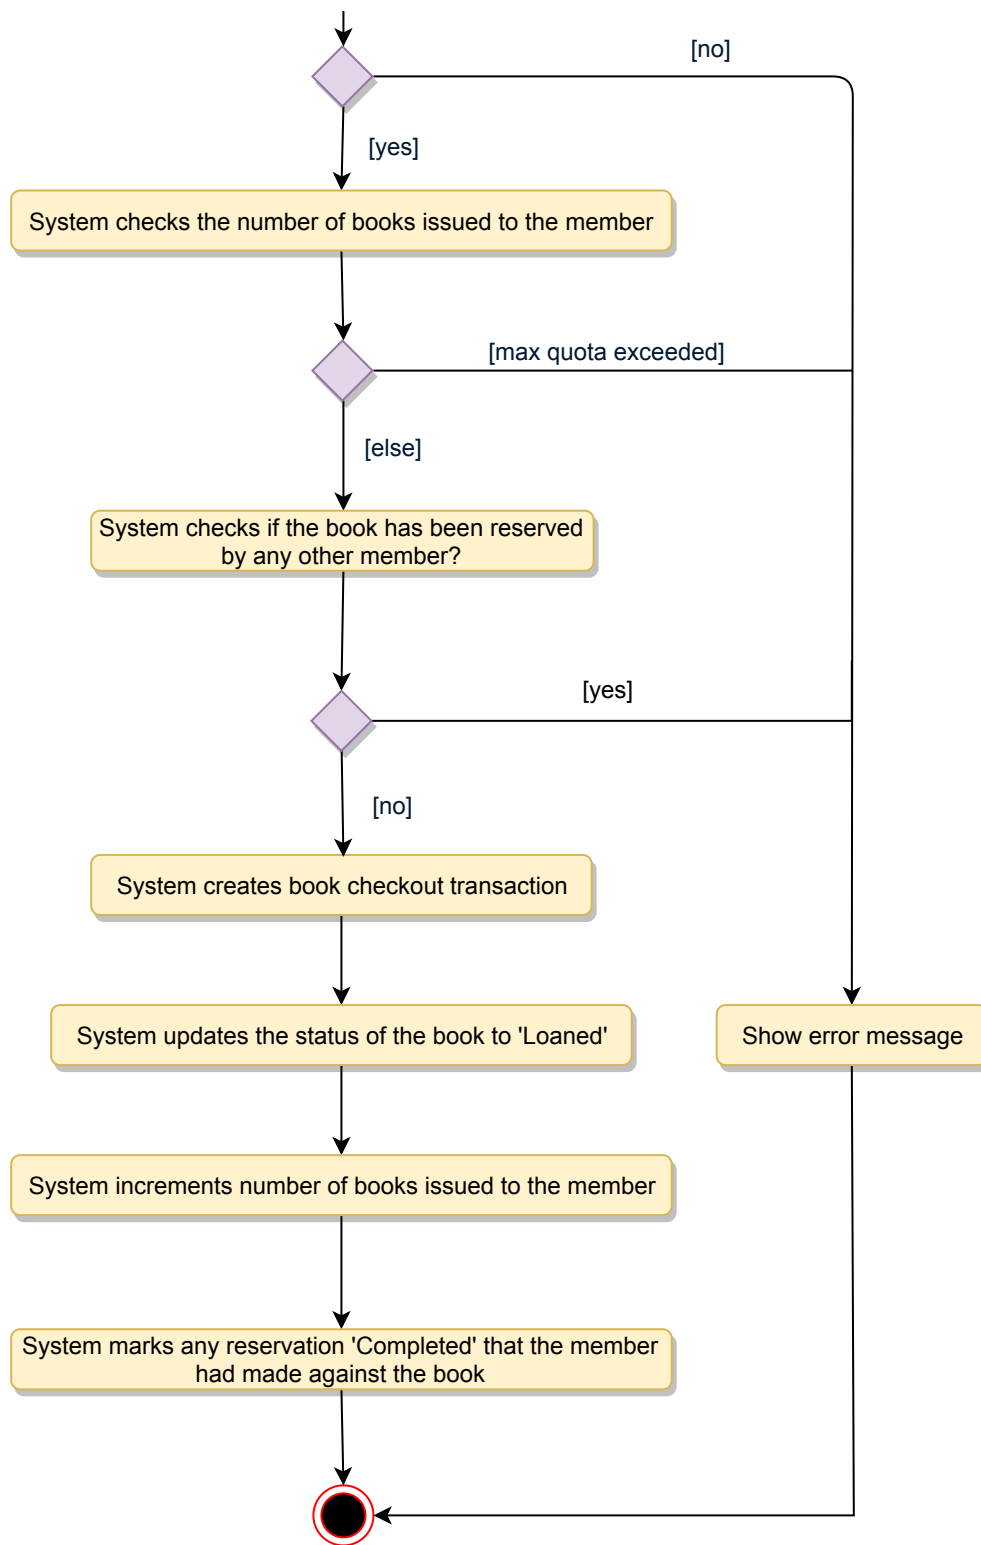 [no]
[yes]
System checks the number of books issued to the member
[max quota exceeded]
[else]
System checks if the book has been reserved
by any other member?
[yes]
[no]
System creates book checkout transaction
System updates the status of the book to 'Loaned'
Show error message
System increments number of books issued to the member
System marks any reservation 'Completed' that the member
had made against the book